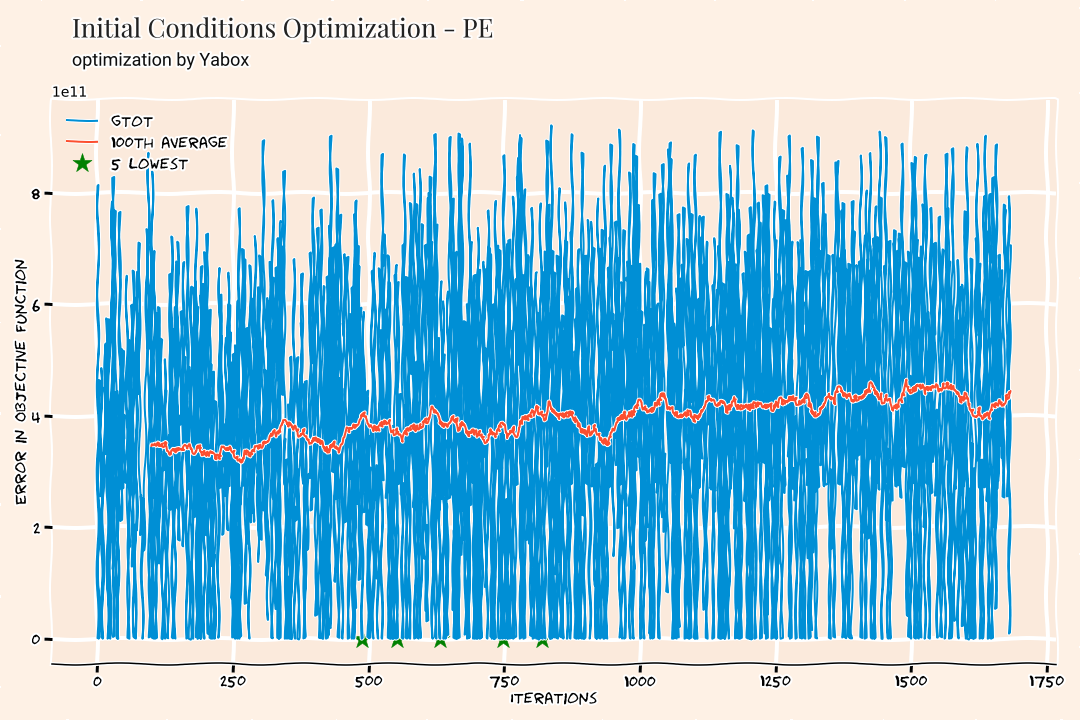 Initial Conditions Optimization - PE
optimization by Yabox
1e11
GTOT
100TH AVERAGE
5 LOWEST
8
6
4
2
0
ERROR IN OBJECTIVE FUNCTION
0 250 500 750 1000 1250 1500 1750
ITERATIONS